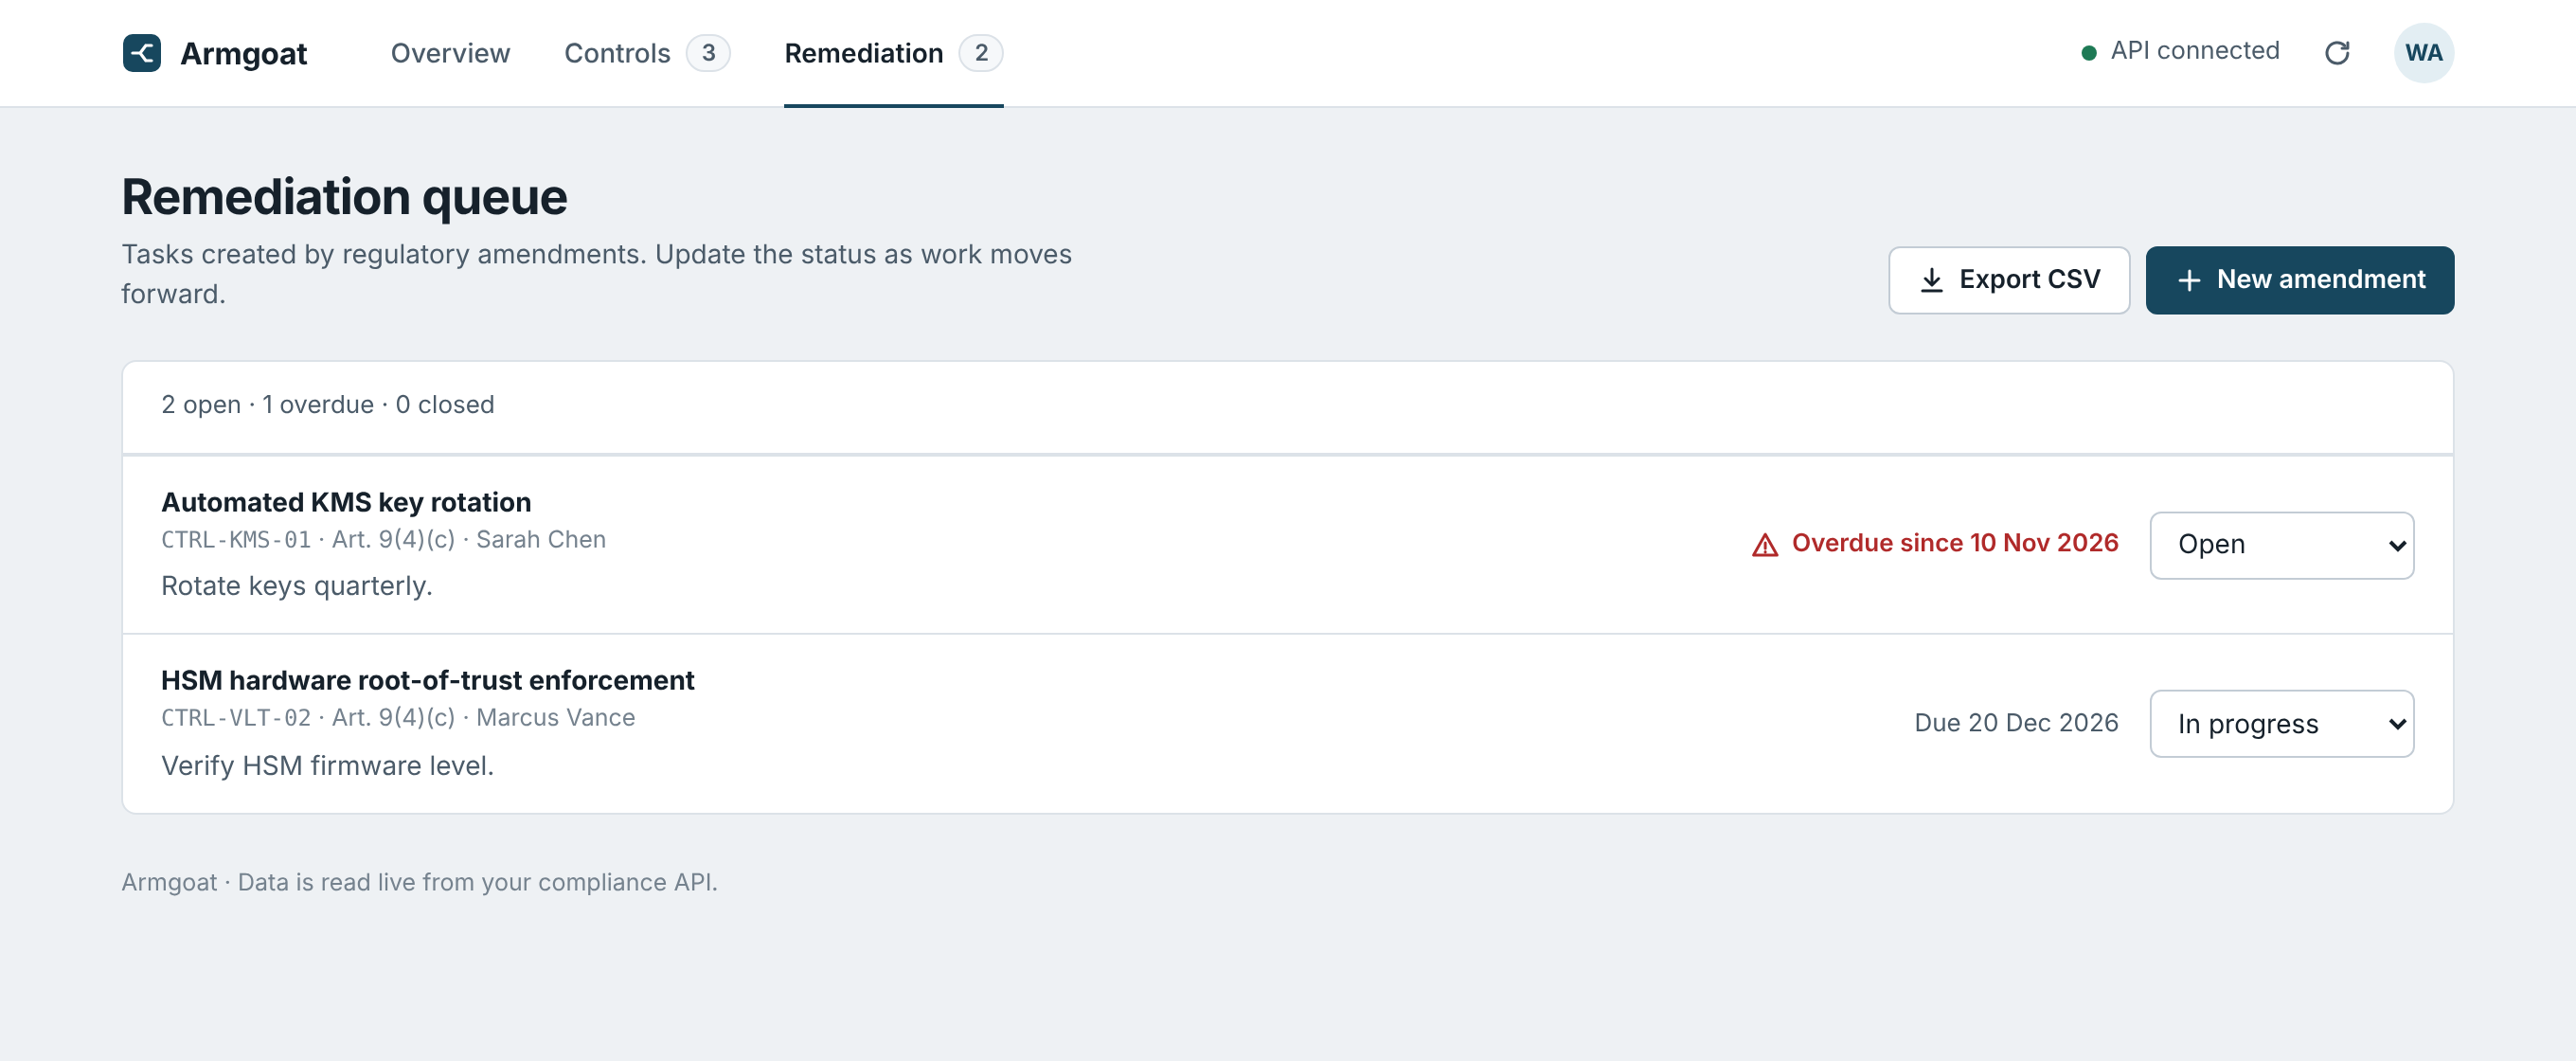 Armgoat
Overview
Controls 3
Remediation 2
API connected
WA
Remediation queue
Tasks created by regulatory amendments. Update the status as work moves
forward.
Export CSV
New amendment
2 open · 1 overdue · 0 closed
Automated KMS key rotation
CTRL-KMS-01 · Art. 9(4)(c) · Sarah Chen
Rotate keys quarterly.
Overdue since 10 Nov 2026
Open
HSM hardware root-of-trust enforcement
CTRL-VLT-02 · Art. 9(4)(c) · Marcus Vance
Verify HSM firmware level.
Due 20 Dec 2026
In progress
Armgoat · Data is read live from your compliance API.